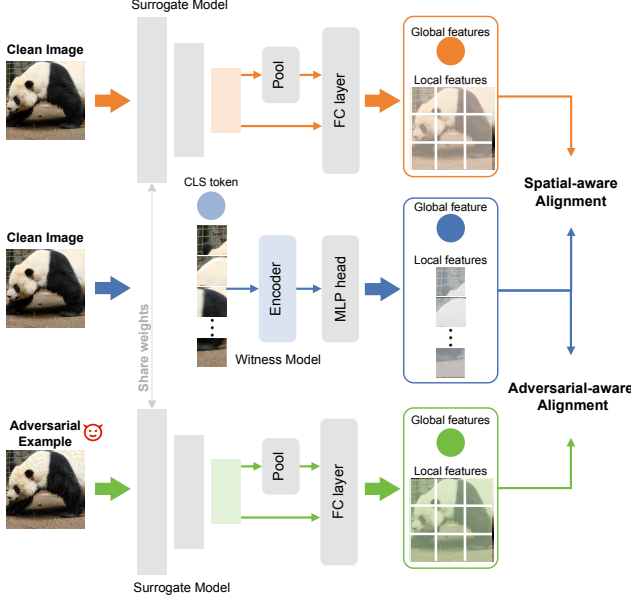 Surrogate Model
Clean Image
Pool
FC layer
Global features
Local features
Spatial-aware
Alignment
CLS token
Clean Image
Encoder
MLP head
Witness Model
Global feature
Local features
Share weights
Adversarial-aware
Alignment
Adversarial
Example
Pool
FC layer
Global features
Local features
Surrogate Model